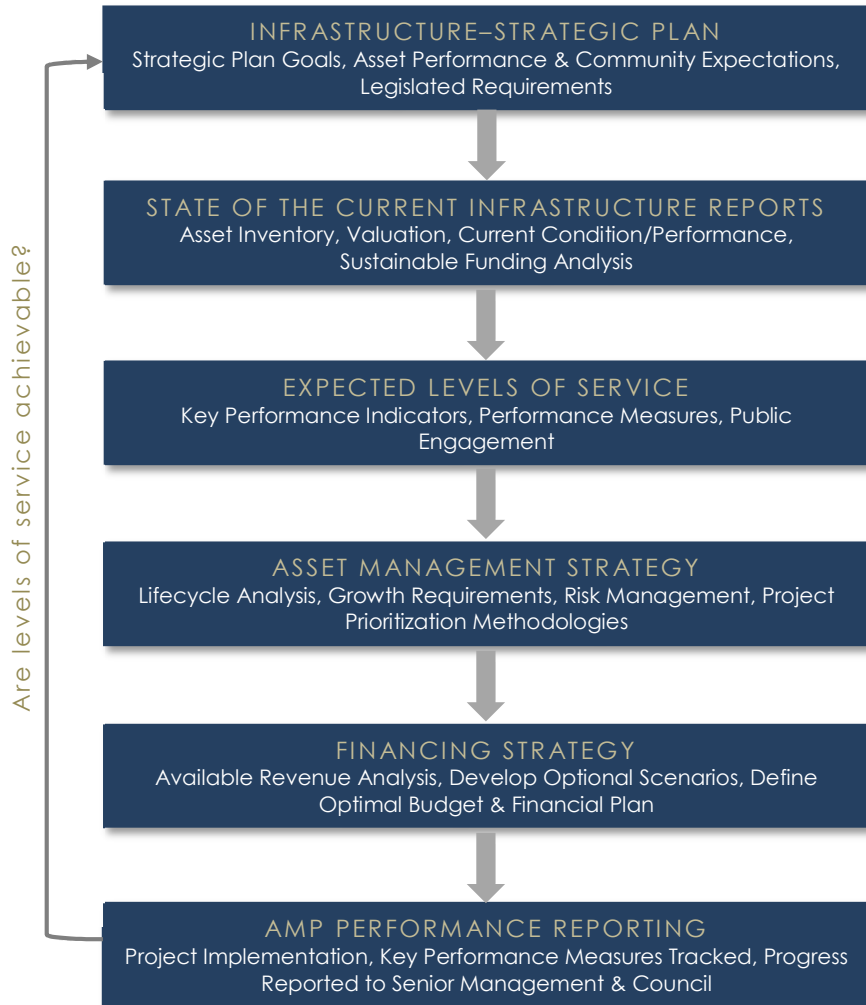 INFRASTRUCTURE–STRATEGIC PLAN
Strategic Plan Goals, Asset Performance & Community Expectations,
Legislated Requirements
STATE OF THE CURRENT INFRASTRUCTURE REPORTS
Asset Inventory, Valuation, Current Condition/Performance,
Sustainable Funding Analysis
EXPECTED LEVELS OF SERVICE
Key Performance Indicators, Performance Measures, Public
Engagement
ASSET MANAGEMENT STRATEGY
Lifecycle Analysis, Growth Requirements, Risk Management, Project
Prioritization Methodologies
FINANCING STRATEGY
Available Revenue Analysis, Develop Optional Scenarios, Define
Optimal Budget & Financial Plan
AMP PERFORMANCE REPORTING
Project Implementation, Key Performance Measures Tracked, Progress
Reported to Senior Management & Council
Are levels of service achievable?